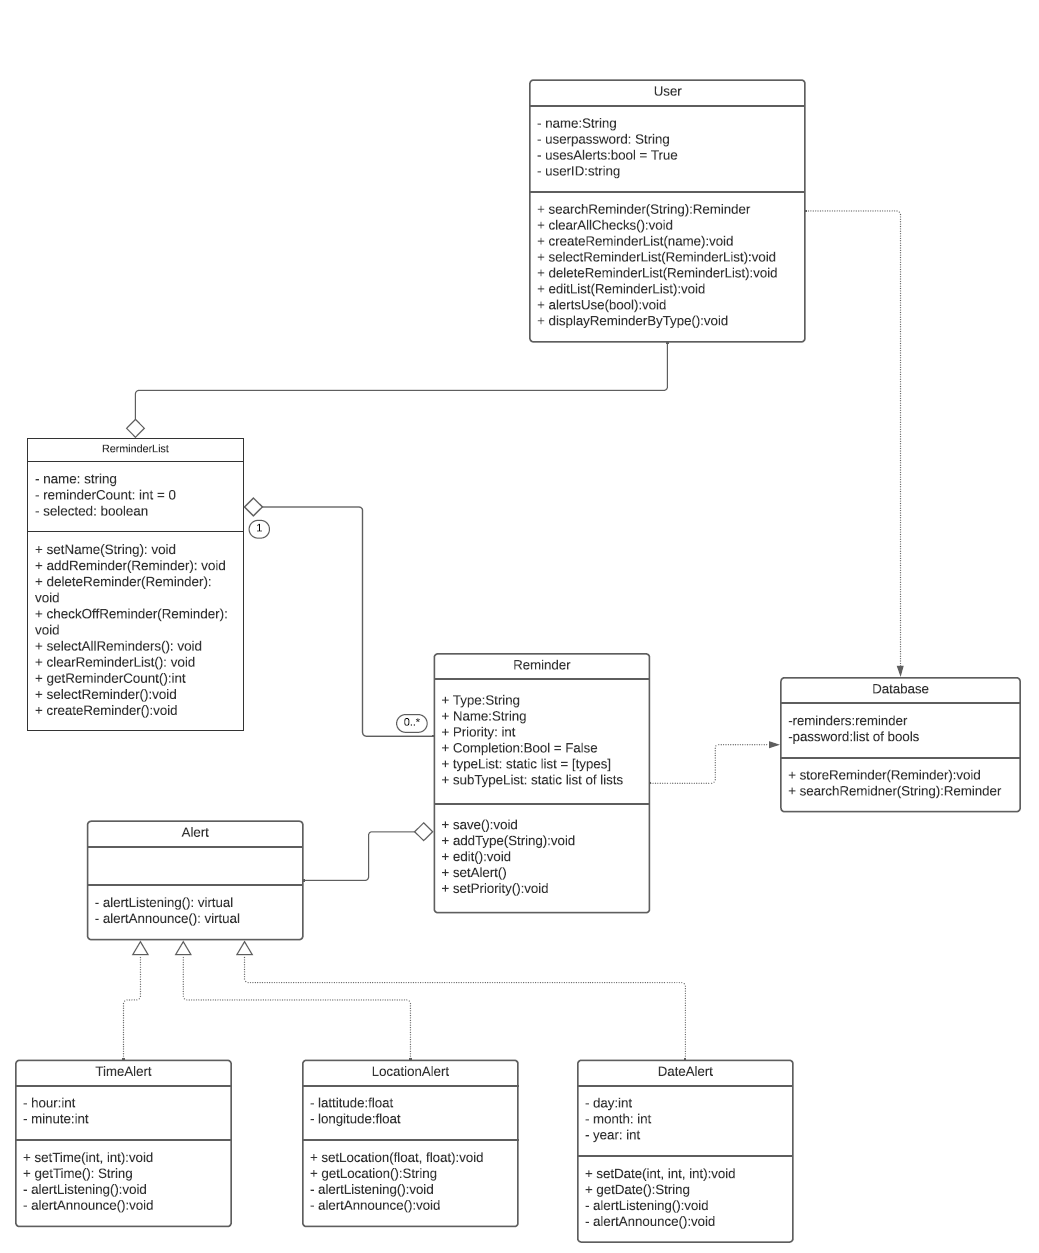 User
- name:String
- userpassword: String
- usesAlerts:bool = True
- userID:string
+ searchReminder(String):Reminder
+ clearAllChecks():void
+ createReminderList(name):void
+ selectReminderList(ReminderList):void
+ deleteReminderList(ReminderList):void
+ editList(ReminderList):void
+ alertsUse(bool):void
+ displayReminderByType():void
RerminderList
- name: string
- reminderCount: int = 0
- selected: boolean
+ setName(String): void
+ addReminder(Reminder): void
+ deleteReminder(Reminder):
void
+ checkOffReminder(Reminder):
void
+ selectAllReminders(): void
+ clearReminderList(): void
+ getReminderCount():int
+ selectReminder():void
+ createReminder():void
1
0..*
Reminder
+ Type:String
+ Name:String
+ Priority: int
+ Completion:Bool = False
+ typeList: static list = [types]
+ subTypeList: static list of lists
+ save():void
+ addType(String):void
+ edit():void
+ setAlert()
+ setPriority():void
Database
-reminders:reminder
-password:list of bools
+ storeReminder(Reminder):void
+ searchRemidner(String):Reminder
Alert
- alertListening(): virtual
- alertAnnounce(): virtual
TimeAlert
- hour:int
- minute:int
+ setTime(int, int):void
+ getTime(): String
- alertListening():void
- alertAnnounce():void
LocationAlert
- lattitude:float
- longitude:float
+ setLocation(float, float):void
+ getLocation():String
- alertListening():void
- alertAnnounce():void
DateAlert
- day:int
- month: int
- year: int
+ setDate(int, int, int):void
+ getDate():String
- alertListening():void
- alertAnnounce():void